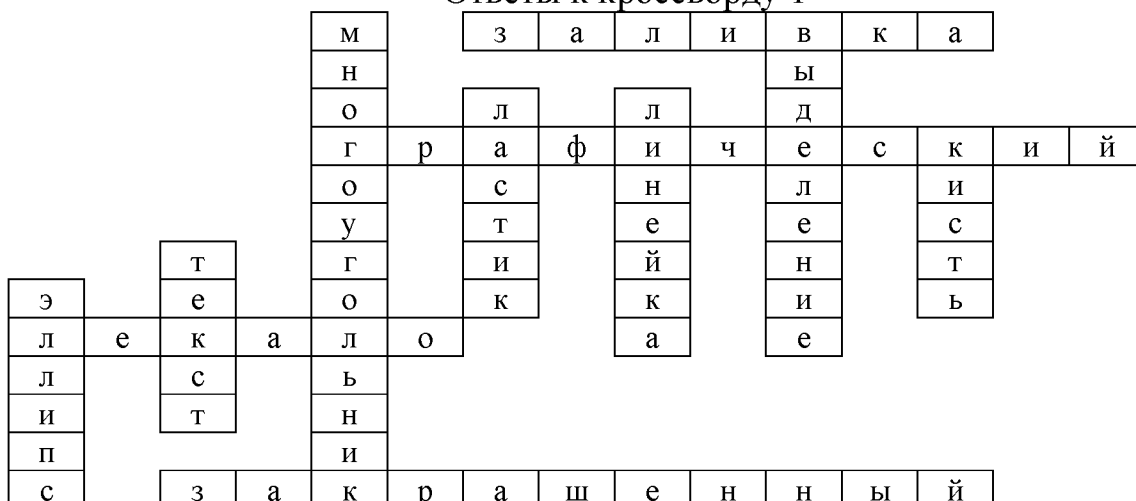 Ответы к кроссворду 1
м з а л и в к а
н ы
о л л д
г р а ф и ч е с к и й
о с н л и
у т е е с
т г и й н т
э е о к к и ь
л е к а л о а е
л с ь
и т н
п и
с з а к р а ш е н н ы й